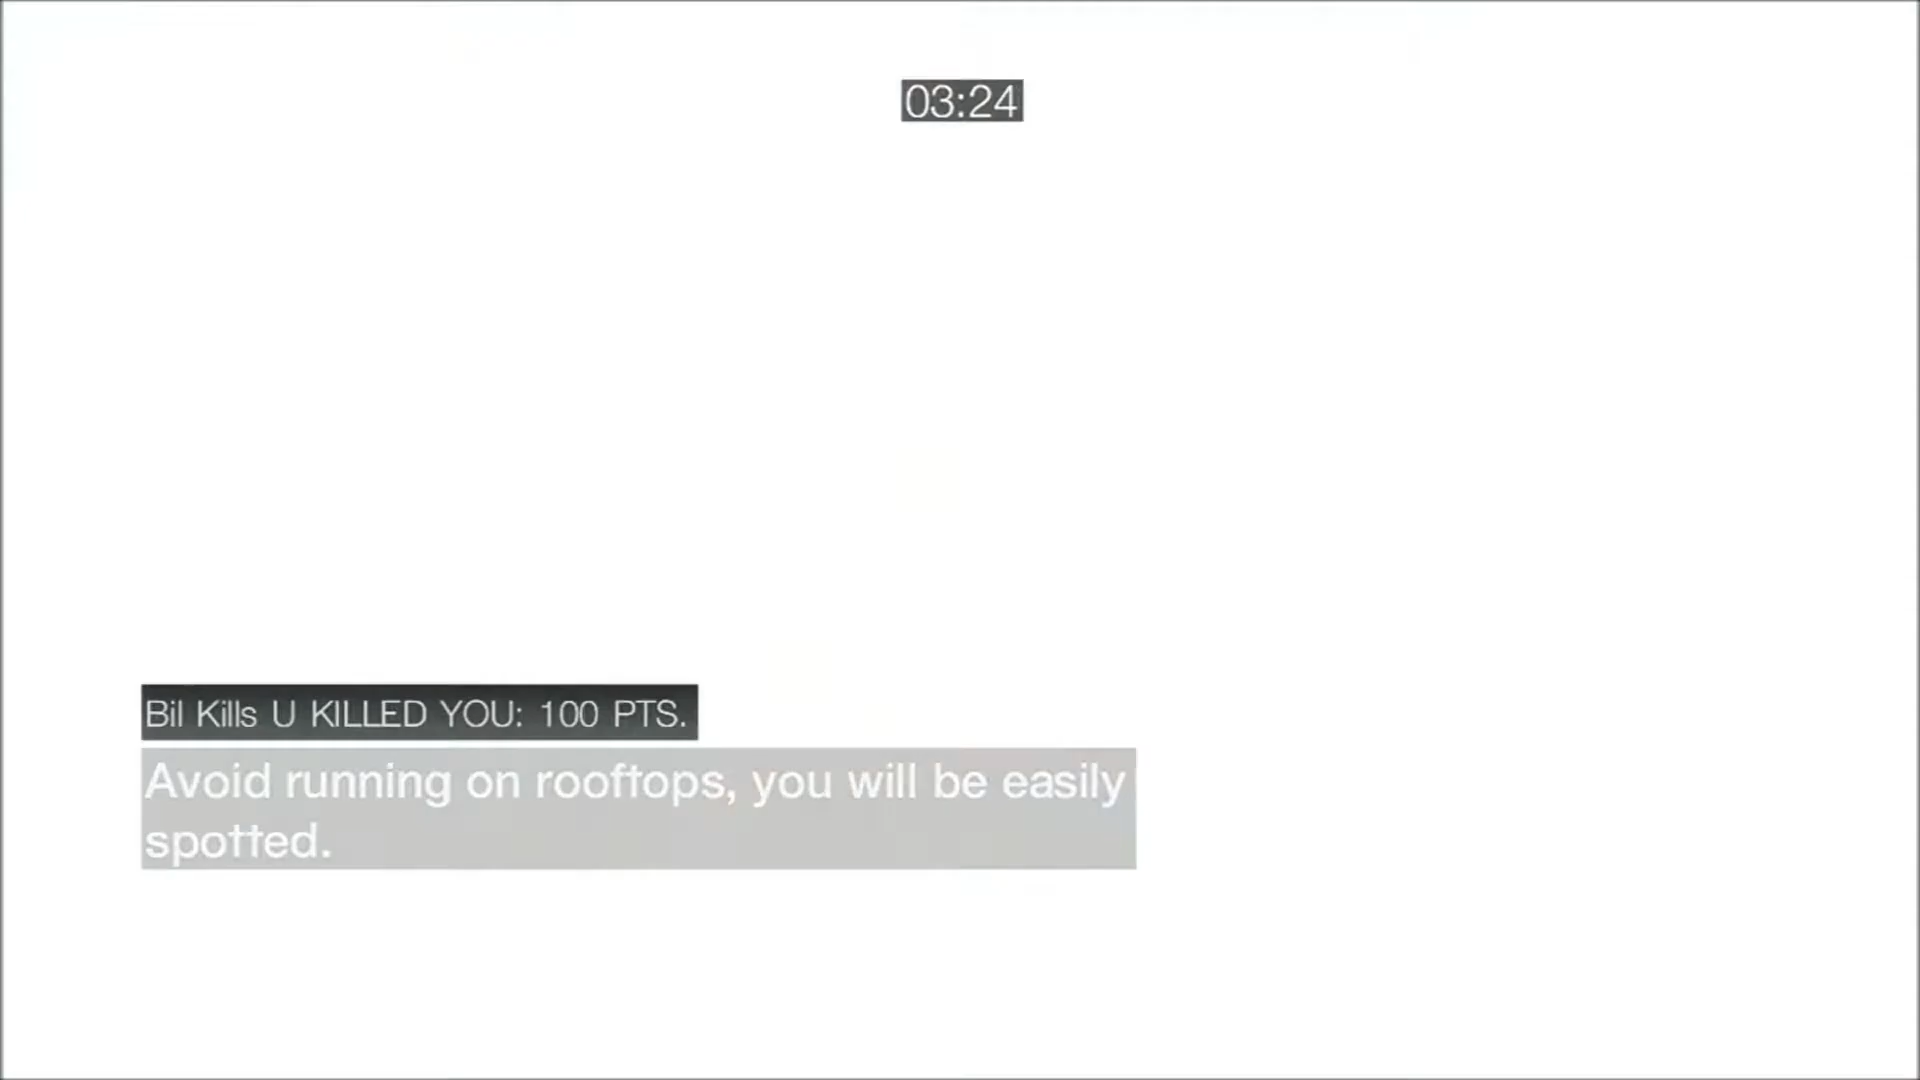 03:24
Bil Kills U KILLED YOU: 100 PTS.
Avoid running on rooftops, you will be easily
spotted.